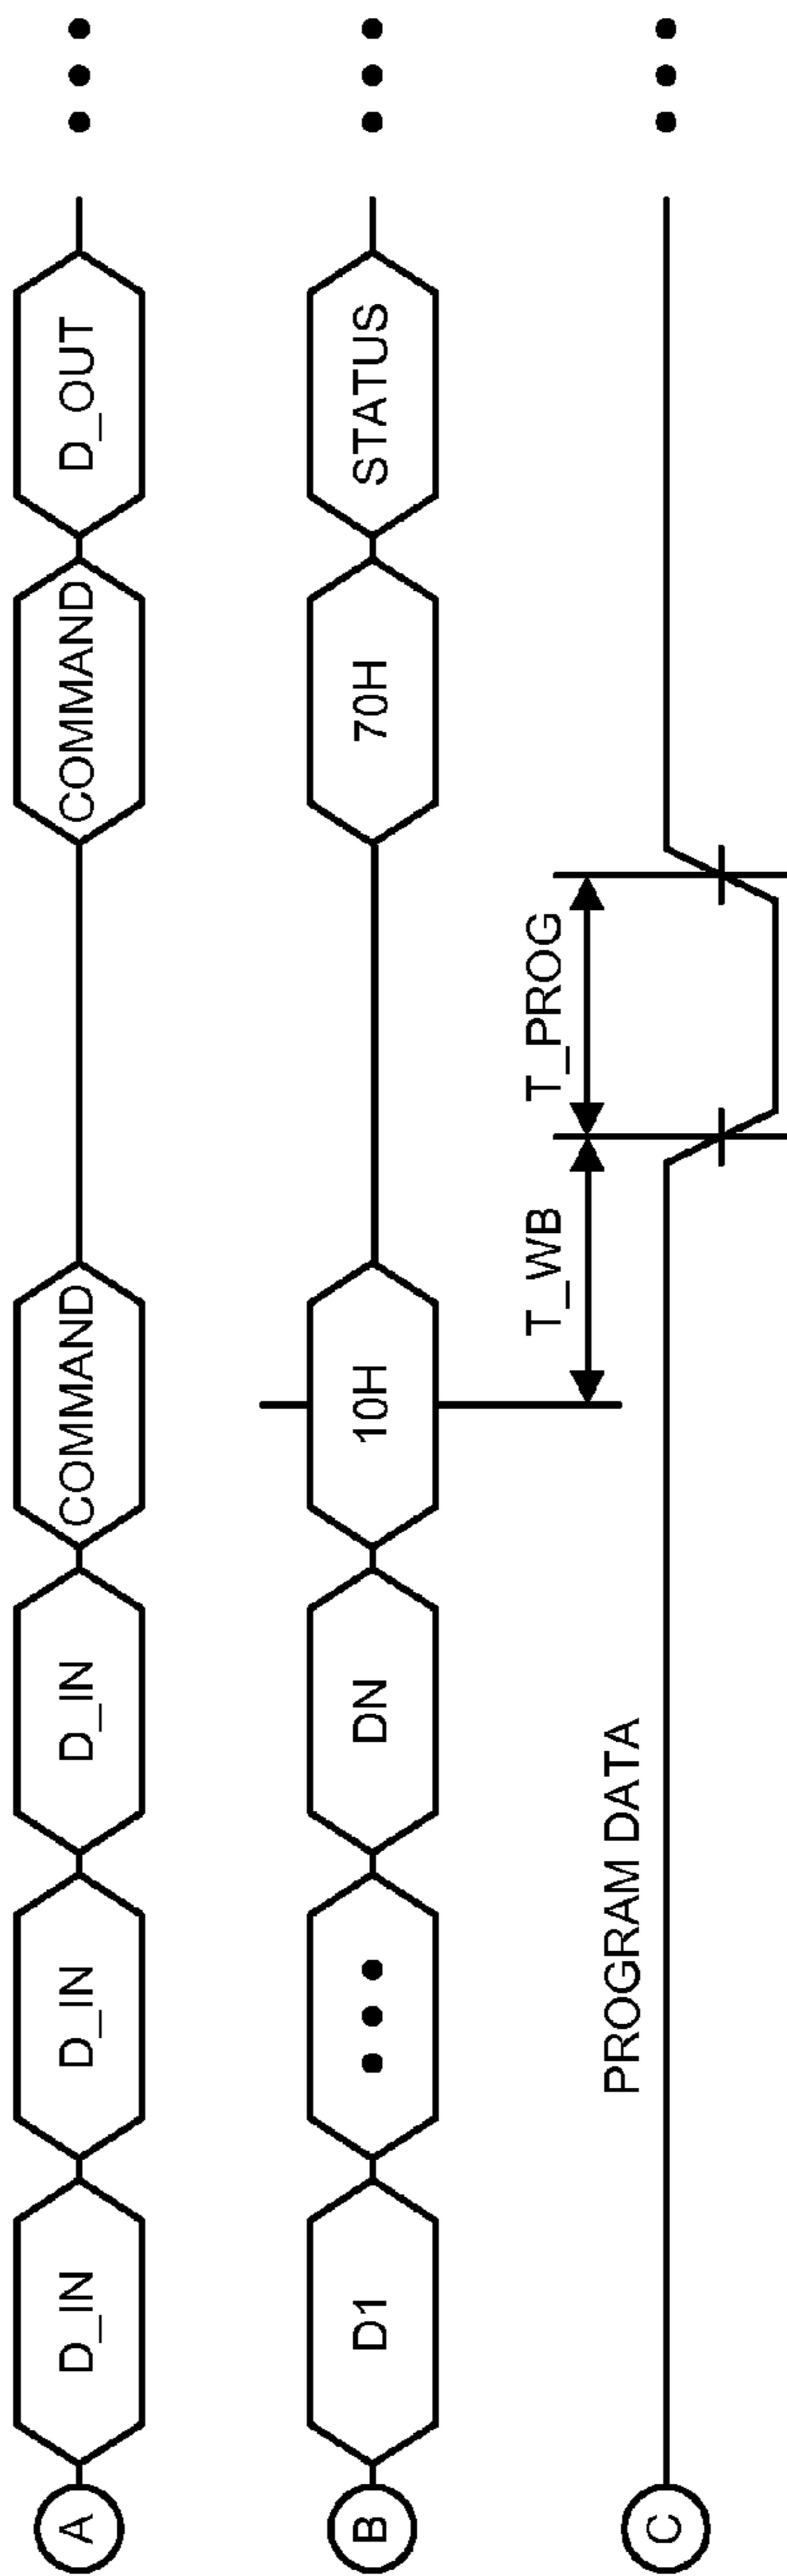 A
D_IN
D_IN
D_IN
COMMAND
COMMAND
D_OUT
B
D1
DN
10H
70H
STATUS
T_WB
T_PROG
PROGRAM DATA
C